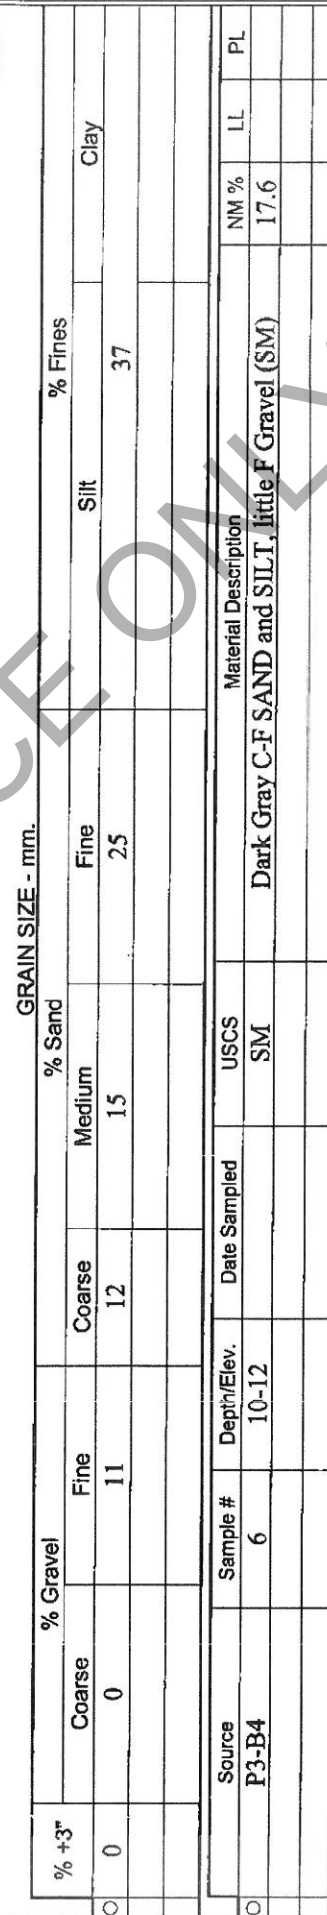 GRAIN SIZE - mm.
% +3" % Gravel % Sand % Fines
Coarse Fine Coarse Medium Fine Silt Clay
○ 0 0 11 12 15 25 37
Source Sample # Depth/Elev. Date Sampled USCS Material Description NM % LL PL
○ P3-B4 6 10-12 SM Dark Gray C-F SAND and SILT, little F Gravel (SM) 17.6
CE ONLY